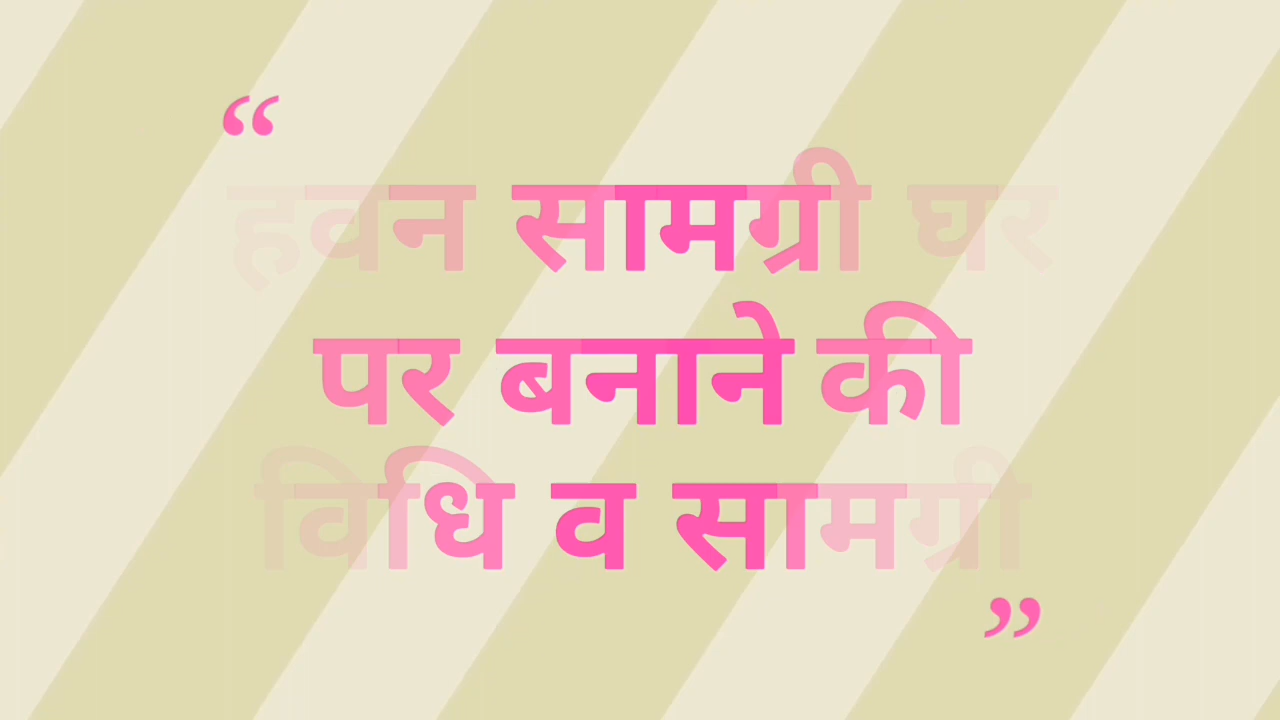 “
हवन सामग्री घर
पर बनाने की
विधि व सामग्री
”